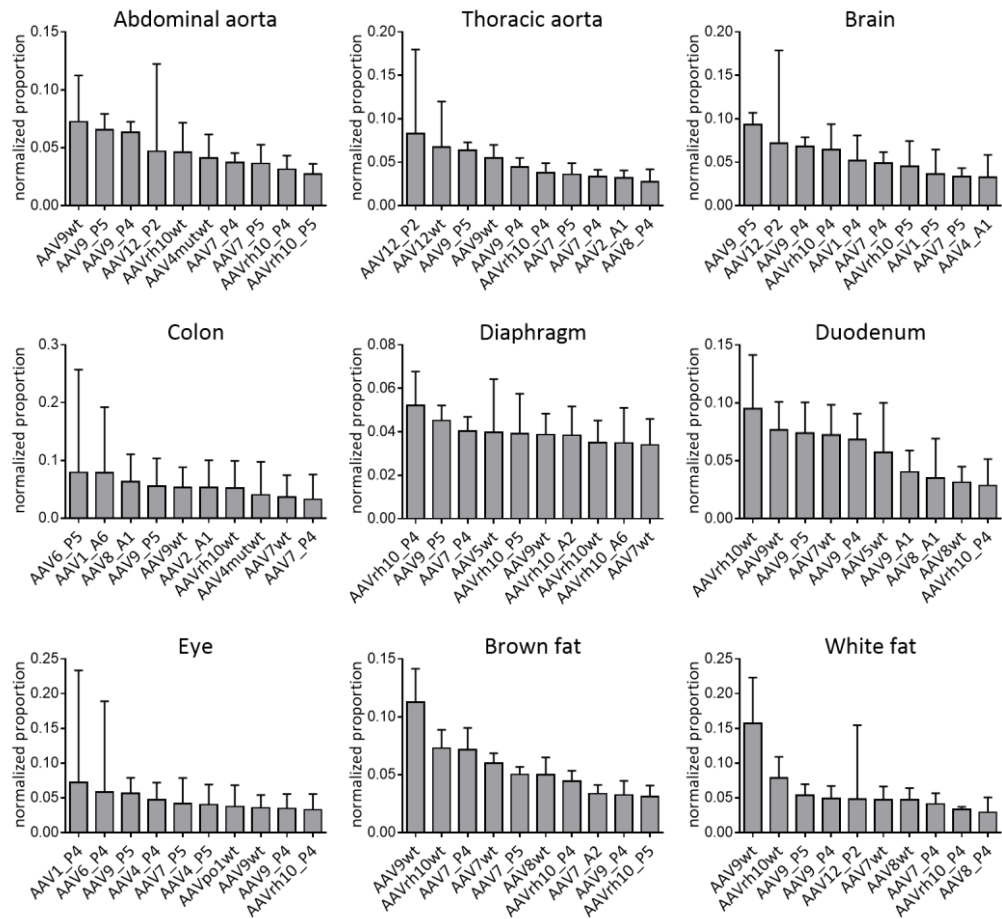 Abdominal aorta
normalized proportion
0.15
0.10
0.05
0.00
AAV9wt
AAV9_P5
AAV9_P4
AAV12_P2
AAVrh10wt
AAV4mutwt
AAV7_P4
AAV7_P5
AAVrh10_P4
AAVrh10_P5
Thoracic aorta
normalized proportion
0.20
0.15
0.10
0.05
0.00
AAV12_P2
AAV12wt
AAV9_P5
AAV9wt
AAV9_P4
AAVrh10_P4
AAV7_P5
AAV7_P4
AAV2_A1
AAV8_P4
Brain
normalized proportion
0.20
0.15
0.10
0.05
0.00
AAV9_P5
AAV12_P2
AAV9_P4
AAVrh10_P4
AAV1_P4
AAV7_P4
AAVrh10_P5
AAV1_P5
AAV7_P5
AAV4_A1
Colon
normalized proportion
0.3
0.2
0.1
0.0
AAV6_P5
AAV1_A6
AAV8_A1
AAV9_P5
AAV9wt
AAV2_A1
AAVrh10wt
AAV4mutwt
AAV7wt
AAV7_P4
Diaphragm
normalized proportion
0.08
0.06
0.04
0.02
0.00
AAVrh10_P4
AAV9_P5
AAV7_P4
AAV5wt
AAVrh10_P5
AAV9wt
AAVrh10_A2
AAVrh10wt
AAVrh10_A6
AAV7wt
Duodenum
normalized proportion
0.15
0.10
0.05
0.00
AAVrh10wt
AAV9wt
AAV9_P5
AAV7wt
AAV9_P4
AAV5wt
AAV9_A1
AAV8_A1
AAV8wt
AAVrh10_P4
Eye
normalized proportion
0.25
0.20
0.15
0.10
0.05
0.00
AAV1_P4
AAV6_P4
AAV9_P5
AAV4_P4
AAV7_P5
AAV4_P5
AAVpo1wt
AAV9wt
AAV9_P4
AAVrh10_P4
Brown fat
normalized proportion
0.15
0.10
0.05
0.00
AAV9wt
AAVrh10wt
AAV7_P4
AAV7wt
AAV7_P5
AAV8wt
AAVrh10_P4
AAV7_A2
AAV9_P4
AAVrh10_P5
White fat
normalized proportion
0.25
0.20
0.15
0.10
0.05
0.00
AAV9wt
AAVrh10wt
AAV9_P5
AAV9_P4
AAV12_P2
AAV7wt
AAV8wt
AAV7_P4
AAVrh10_P4
AAV8_P4